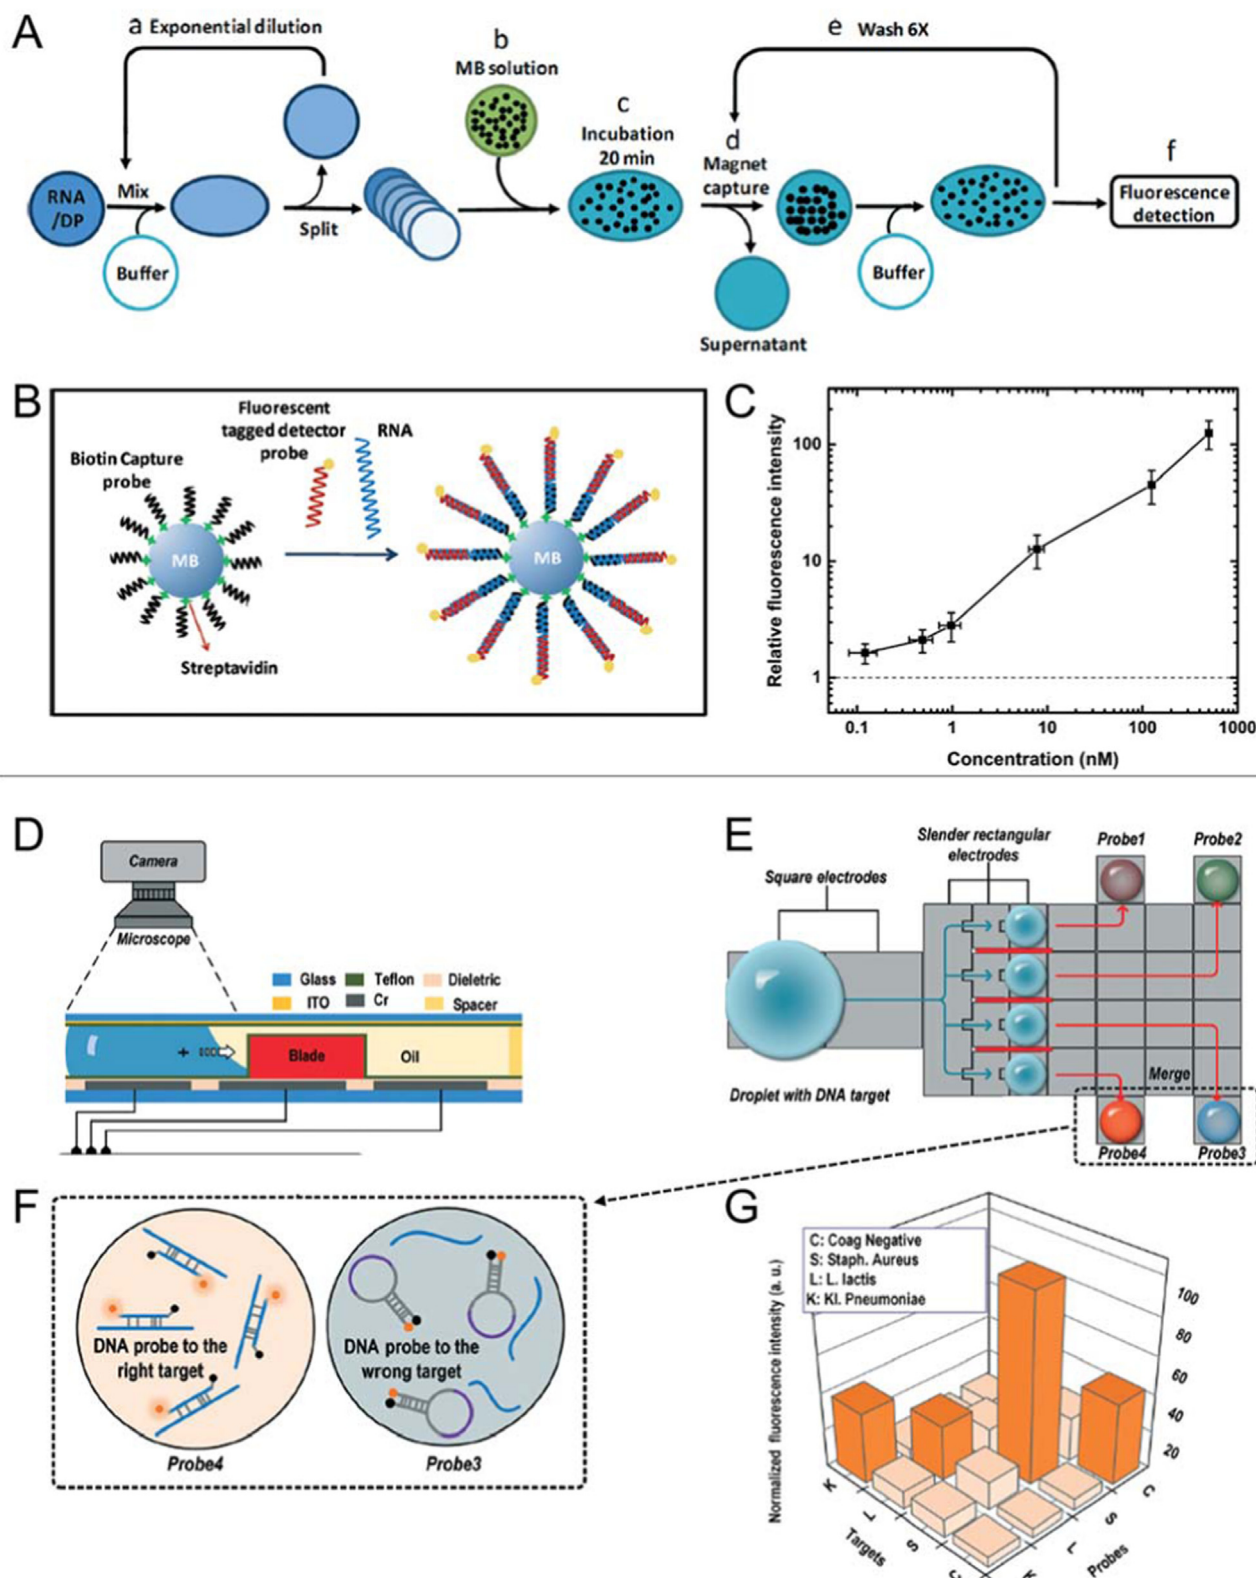 A
a Exponential dilution
b
MB solution
c
Incubation
20 min
e Wash 6X
d
Magnet
capture
f
RNA
/DP
Mix
Buffer
Split
Buffer
Fluorescence
detection
Supernatant
B
Fluorescent
tagged detector
probe
RNA
Biotin Capture
probe
MB
MB
Streptavidin
C
Relative fluorescence intensity
100
10
1
0.1
1
10
100
1000
Concentration (nM)
D
Camera
Microscope
Glass
Teflon
Dieletric
ITO
Cr
Spacer
+
Blade
Oil
E
Slender rectangular
electrodes
Square electrodes
Probe1
Probe2
Droplet with DNA target
Merge
Probe4
Probe3
F
DNA probe to the
right target
DNA probe to the
wrong target
Probe4
Probe3
G
C: Coag Negative
S: Staph. Aureus
L: L. lactis
K: Kl. Pneumoniae
Normalized fluorescence intensity (a. u.)
100
80
60
40
20
K
L
S
Targets
C
S
L
Probes